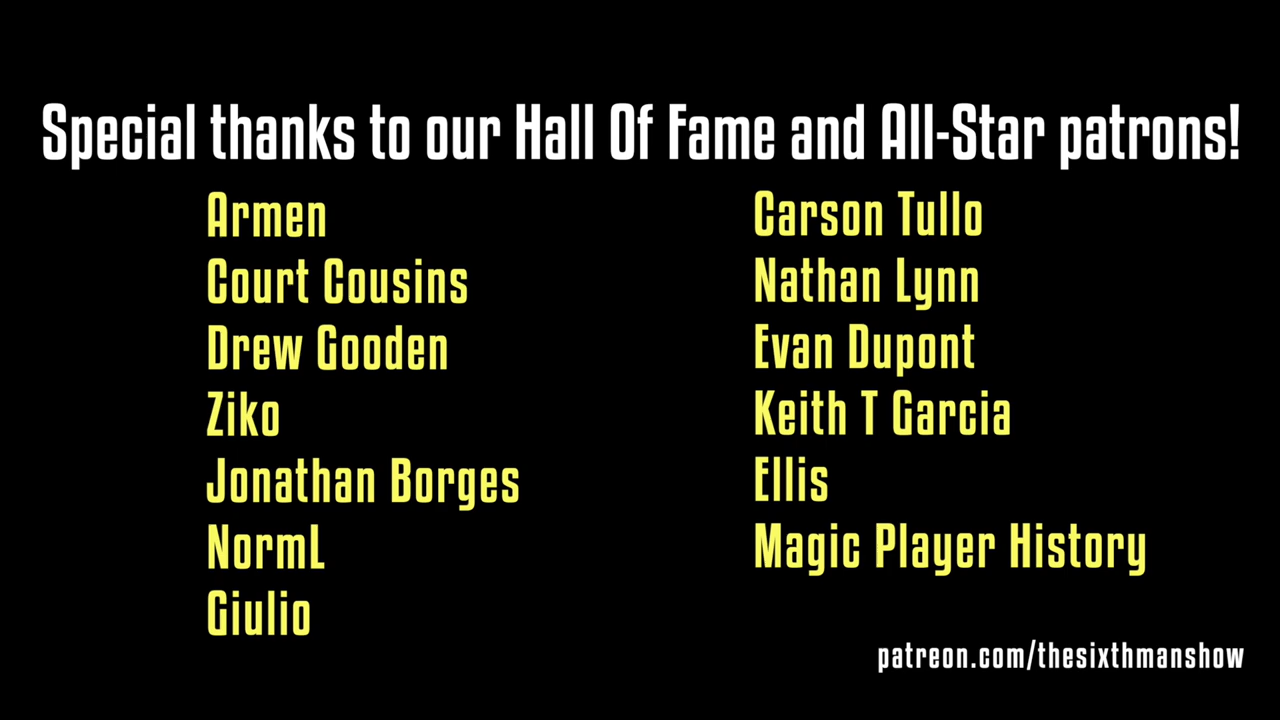 Special thanks to our Hall Of Fame and All-Star patrons!
Armen
Court Cousins
Drew Gooden
Ziko
Jonathan Borges
NormL
Giulio
Carson Tullo
Nathan Lynn
Evan Dupont
Keith T Garcia
Ellis
Magic Player History
patreon.com/thesixthmanshow